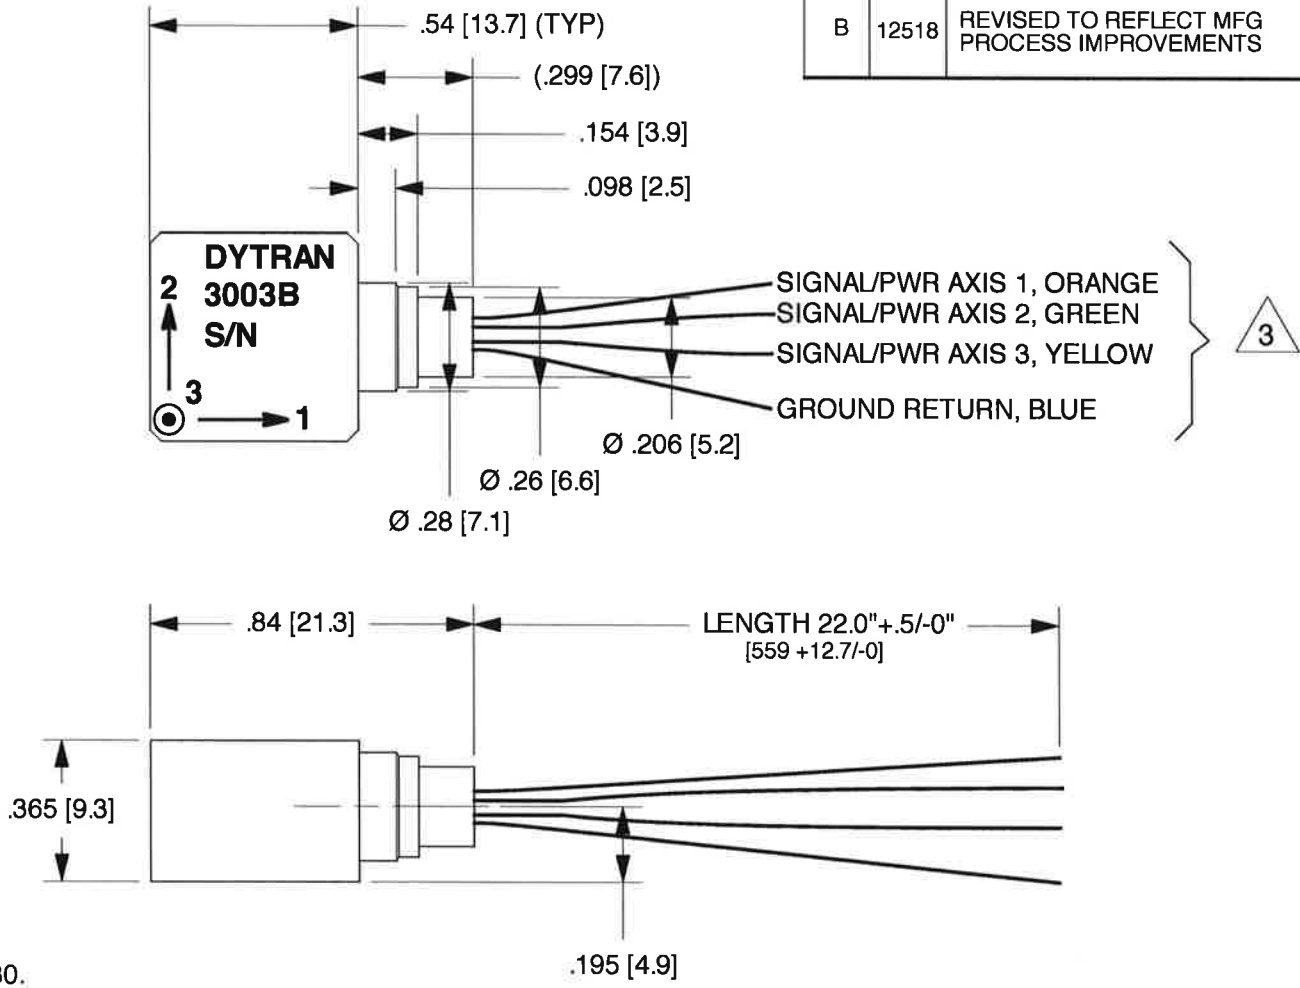 .54 [13.7] (TYP)
B 12518 REVISED TO REFLECT MFG
PROCESS IMPROVEMENTS
(.299 [7.6])
.154 [3.9]
.098 [2.5]
DYTRAN
3003B
S/N
2
3
1
SIGNAL/PWR AXIS 1, ORANGE
SIGNAL/PWR AXIS 2, GREEN
SIGNAL/PWR AXIS 3, YELLOW
GROUND RETURN, BLUE
3
Ø .206 [5.2]
Ø .26 [6.6]
Ø .28 [7.1]
.84 [21.3]
LENGTH 22.0"+.5/-0"
[559 +12.7/-0]
.365 [9.3]
.195 [4.9]